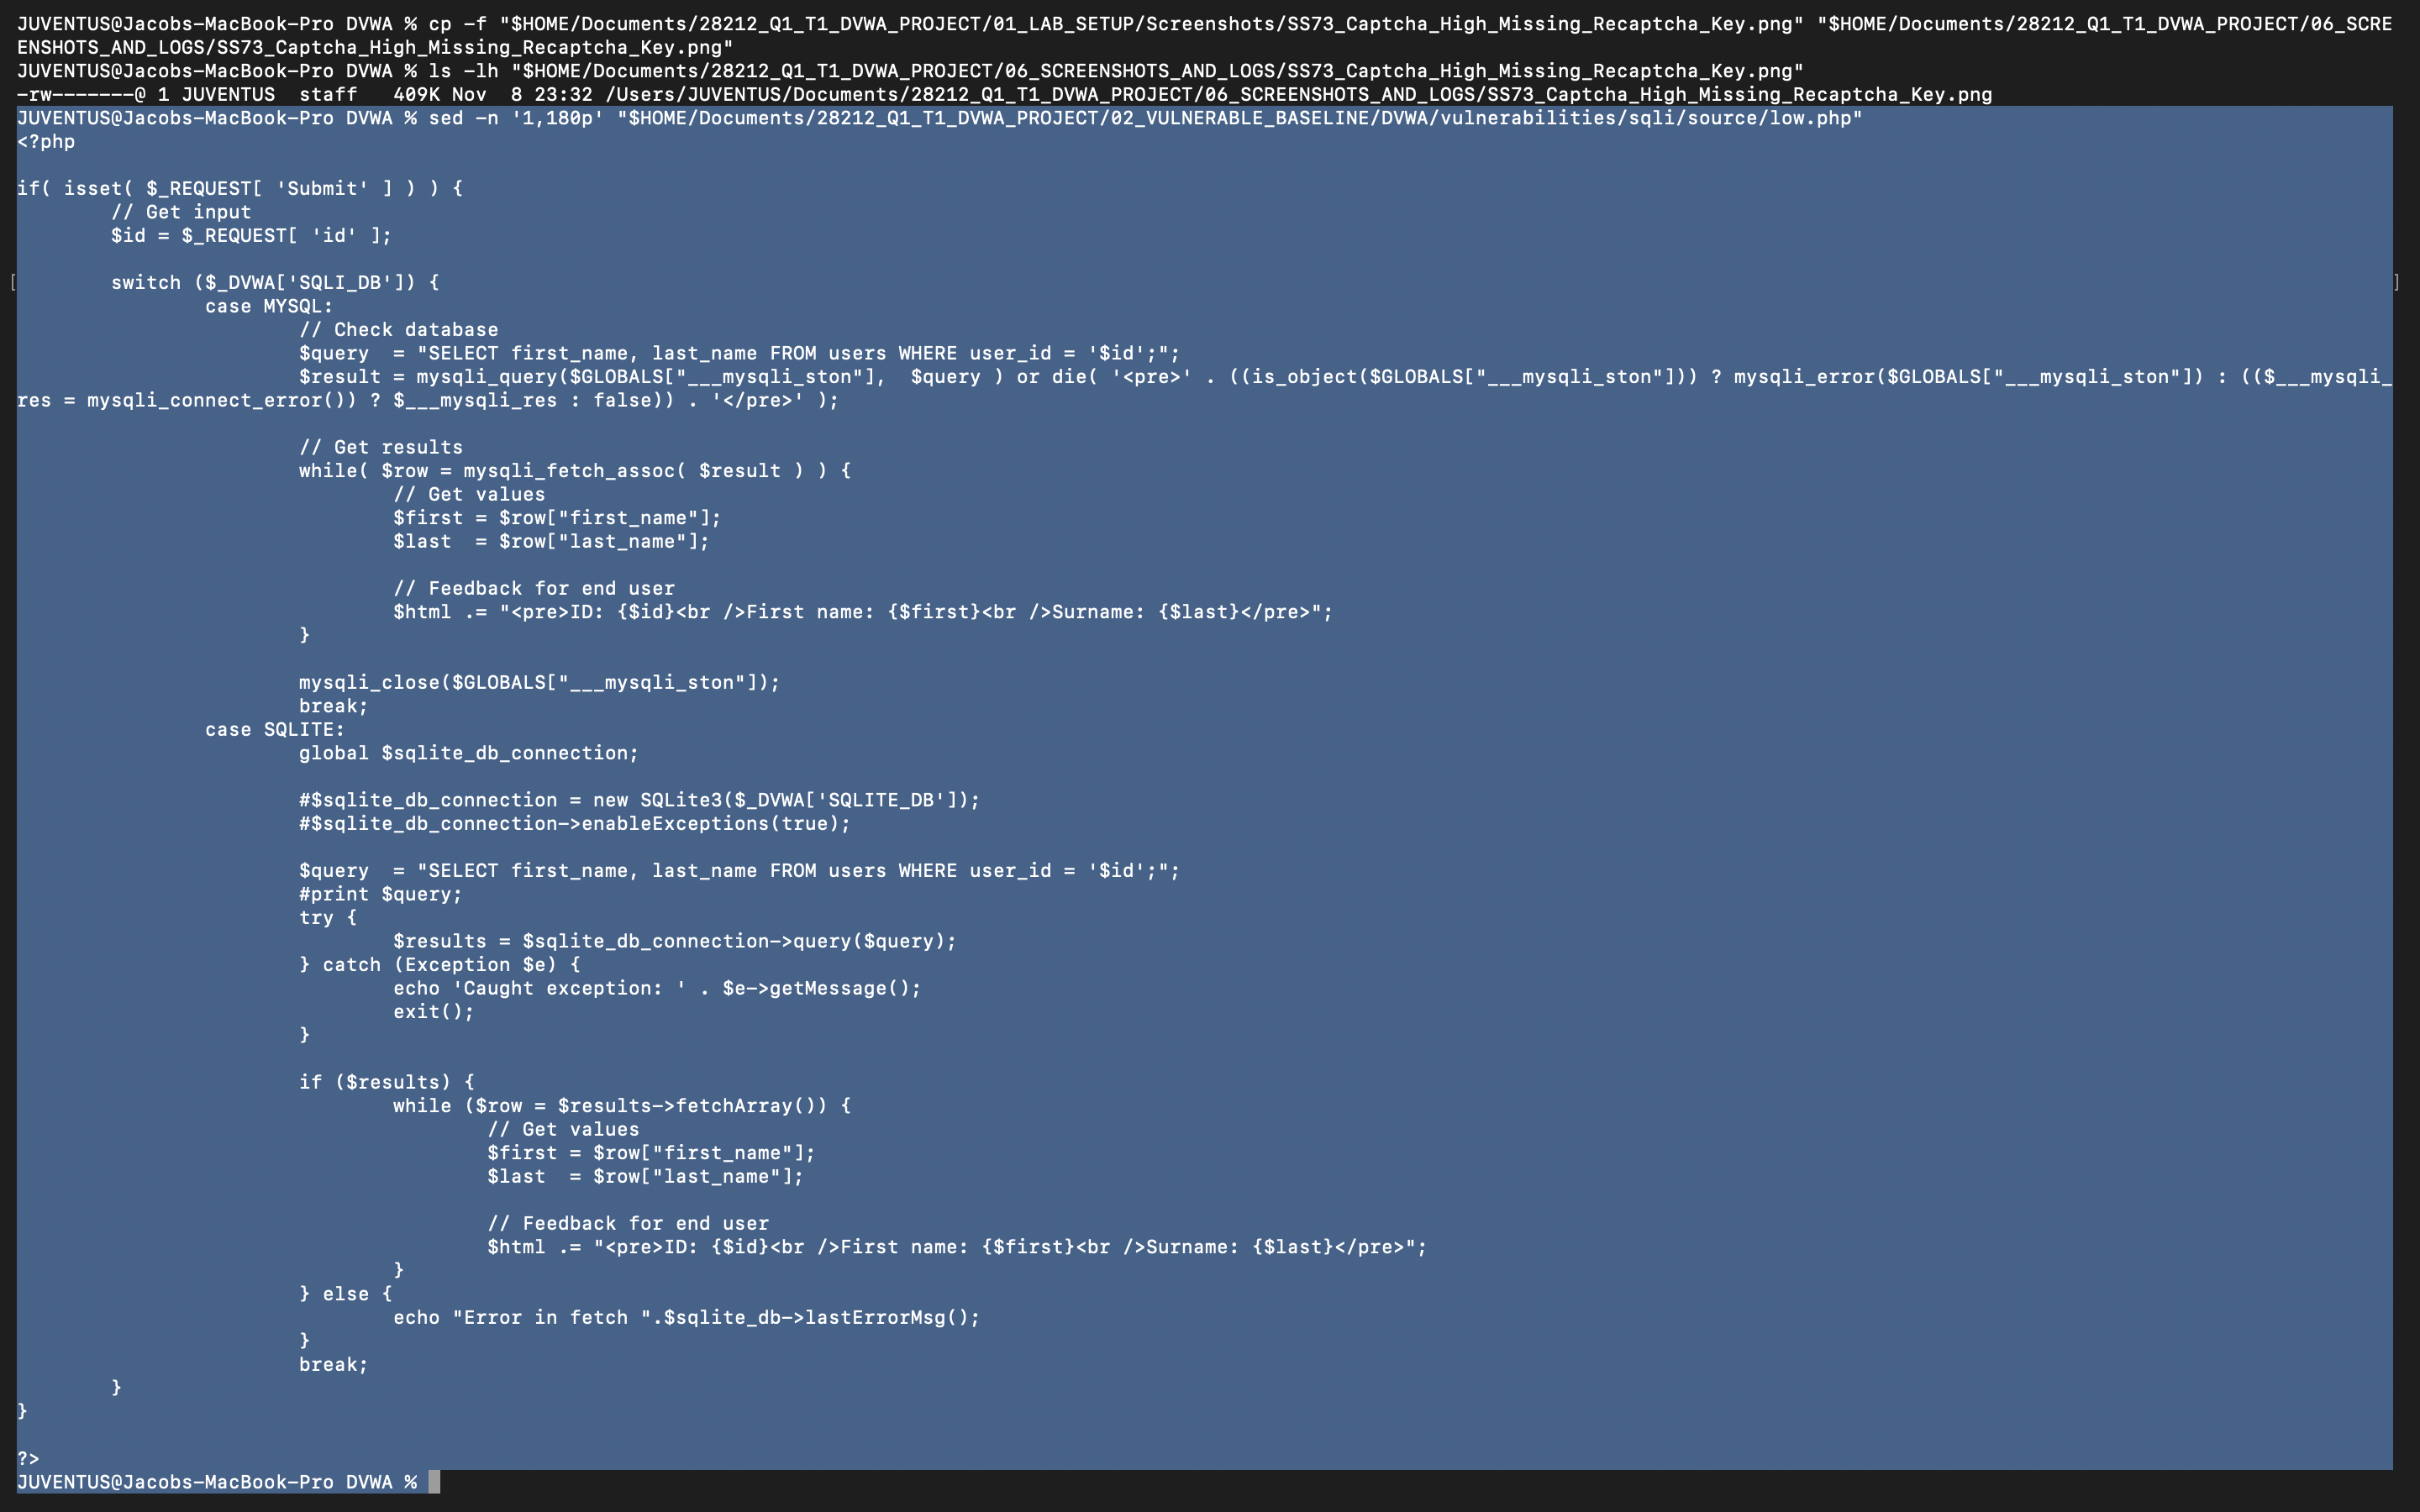 JUVENTUS@Jacobs-MacBook-Pro DVWA % cp -f "$HOME/Documents/28212_Q1_T1_DVWA_PROJECT/01_LAB_SETUP/Screenshots/SS73_Captcha_High_Missing_Recaptcha_Key.png" "$HOME/Documents/28212_Q1_T1_DVWA_PROJECT/06_SCRE
ENSHOTS_AND_LOGS/SS73_Captcha_High_Missing_Recaptcha_Key.png"
JUVENTUS@Jacobs-MacBook-Pro DVWA % ls -lh "$HOME/Documents/28212_Q1_T1_DVWA_PROJECT/06_SCREENSHOTS_AND_LOGS/SS73_Captcha_High_Missing_Recaptcha_Key.png"
-rw-------@ 1 JUVENTUS  staff   409K Nov  8 23:32 /Users/JUVENTUS/Documents/28212_Q1_T1_DVWA_PROJECT/06_SCREENSHOTS_AND_LOGS/SS73_Captcha_High_Missing_Recaptcha_Key.png
JUVENTUS@Jacobs-MacBook-Pro DVWA % sed -n '1,180p' "$HOME/Documents/28212_Q1_T1_DVWA_PROJECT/02_VULNERABLE_BASELINE/DVWA/vulnerabilities/sqli/source/low.php"
<?php

if( isset( $_REQUEST[ 'Submit' ] ) ) {
        // Get input
        $id = $_REQUEST[ 'id' ];

[       switch ($_DVWA['SQLI_DB']) { ]
                case MYSQL:
                        // Check database
                        $query  = "SELECT first_name, last_name FROM users WHERE user_id = '$id';";
                        $result = mysqli_query($GLOBALS["___mysqli_ston"],  $query ) or die( '<pre>' . ((is_object($GLOBALS["___mysqli_ston"])) ? mysqli_error($GLOBALS["___mysqli_ston"]) : (($___mysqli_
res = mysqli_connect_error()) ? $___mysqli_res : false)) . '</pre>' );

                        // Get results
                        while( $row = mysqli_fetch_assoc( $result ) ) {
                                // Get values
                                $first = $row["first_name"];
                                $last  = $row["last_name"];

                                // Feedback for end user
                                $html .= "<pre>ID: {$id}<br />First name: {$first}<br />Surname: {$last}</pre>";
                        }

                        mysqli_close($GLOBALS["___mysqli_ston"]);
                        break;
                case SQLITE:
                        global $sqlite_db_connection;

                        #$sqlite_db_connection = new SQLite3($_DVWA['SQLITE_DB']);
                        #$sqlite_db_connection->enableExceptions(true);

                        $query  = "SELECT first_name, last_name FROM users WHERE user_id = '$id';";
                        #print $query;
                        try {
                                $results = $sqlite_db_connection->query($query);
                        } catch (Exception $e) {
                                echo 'Caught exception: ' . $e->getMessage();
                                exit();
                        }

                        if ($results) {
                                while ($row = $results->fetchArray()) {
                                        // Get values
                                        $first = $row["first_name"];
                                        $last  = $row["last_name"];

                                        // Feedback for end user
                                        $html .= "<pre>ID: {$id}<br />First name: {$first}<br />Surname: {$last}</pre>";
                                }
                        } else {
                                echo "Error in fetch ".$sqlite_db->lastErrorMsg();
                        }
                        break;
        }
}

?>
JUVENTUS@Jacobs-MacBook-Pro DVWA %